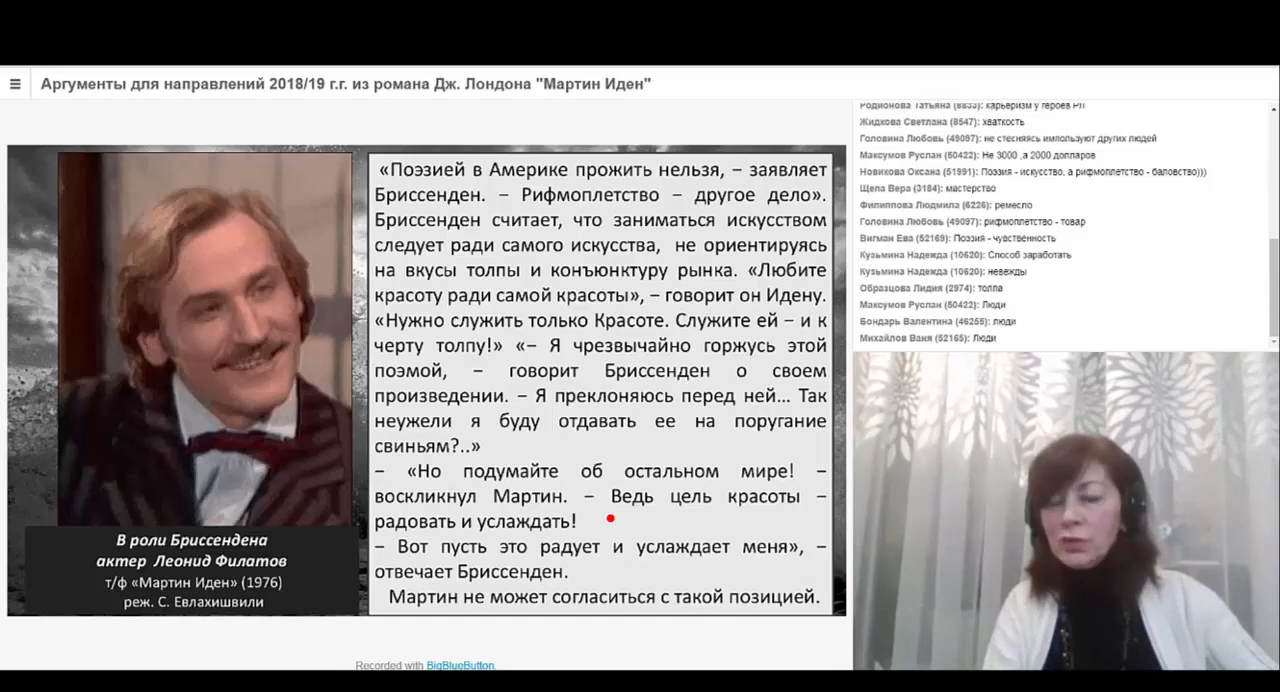 Аргументы для направлений 2018/19 г.г. из романа Дж. Лондона "Мартин Иден"
«Поэзией в Америке прожить нельзя, – заявляет
Бриссенден. – Рифмоплетство – другое дело».
Бриссенден считает, что заниматься искусством
следует ради самого искусства, не ориентируясь
на вкусы толпы и конъюнктуру рынка. «Любите
красоту ради самой красоты», – говорит он Идену.
«Нужно служить только Красоте. Служите ей – и к
черту толпу!» «– Я чрезвычайно горжусь этой
поэмой, – говорит Бриссенден о своем
произведении. – Я преклоняюсь перед ней... Так
неужели я буду отдавать ее на поругание
свиньям?..»
– «Но подумайте об остальном мире! –
воскликнул Мартин. – Ведь цель красоты –
радовать и услаждать!
– Вот пусть это радует и услаждает меня», –
отвечает Бриссенден.
Мартин не может согласиться с такой позицией.
В роли Бриссендена
актер Леонид Филатов
т/ф «Мартин Иден» (1976)
реж. С. Евлахишвили
Родионова Татьяна (8833): карьеризм у героев РЛ
Жидкова Светлана (8547): хваткость
Головина Любовь (49097): не стесняясь импользуют других людей
Максумов Руслан (50422): Не 3000 ,а 2000 долларов
Новикова Оксана (51991): Поэзия - искусство, а рифмоплетство - баловство)))
Щепа Вера (3184): мастерство
Филиппова Людмила (6226): ремесло
Головина Любовь (49097): рифмоплетство - товар
Вигман Ева (52169): Поэзия - чувственность
Кузьмина Надежда (10620): Способ заработать
Кузьмина Надежда (10620): невежды
Образцова Лидия (2974): толпа
Максумов Руслан (50422): Люди
Бондарь Валентина (46255): люди
Михайлов Ваня (52165): Люди
Recorded with BigBlueButton.